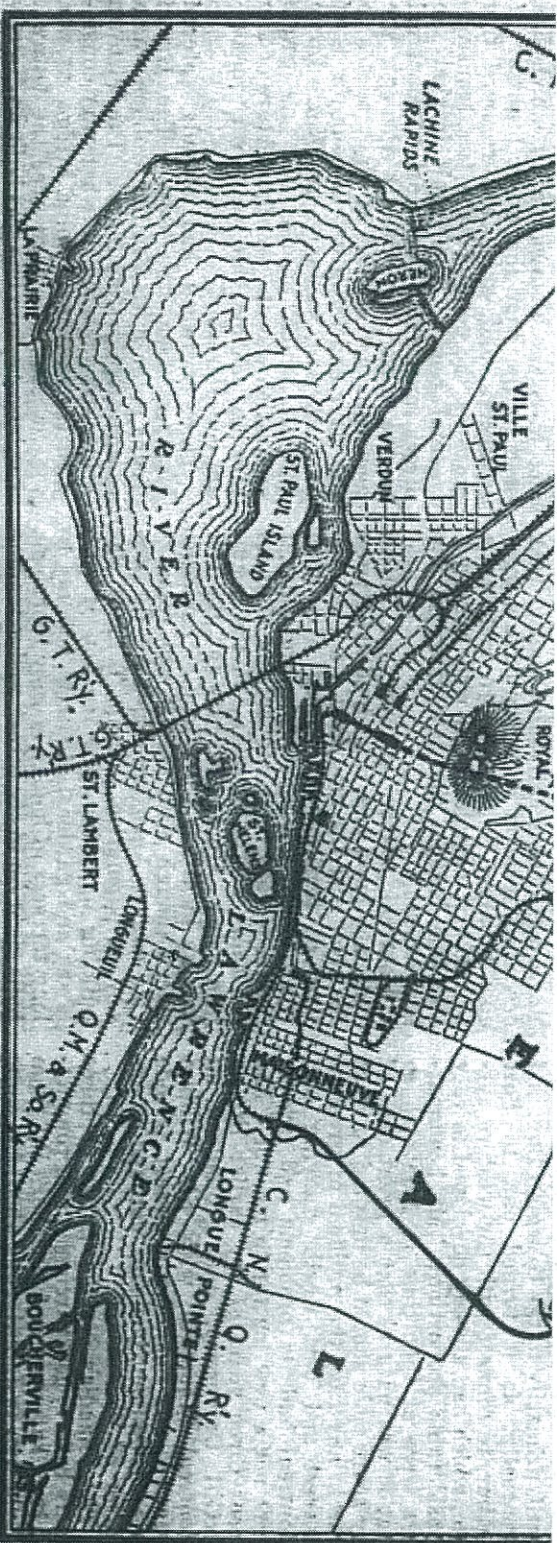 LACHINE
RAPIDS
HERON
LA PRAIRIE
VILLE
ST. PAUL
VERDUN
ST. PAUL ISLAND
RIVER
G. T. RY.
G. T. RY.
ROYAL
ST. LAMBERT
LONGUEUIL
Q. M. & So. R'y.
LAWRENCE
MAISONNEUVE
E
A
L
C. N. Q. R'y.
LONGUE POINTE
BOUCHERVILLE